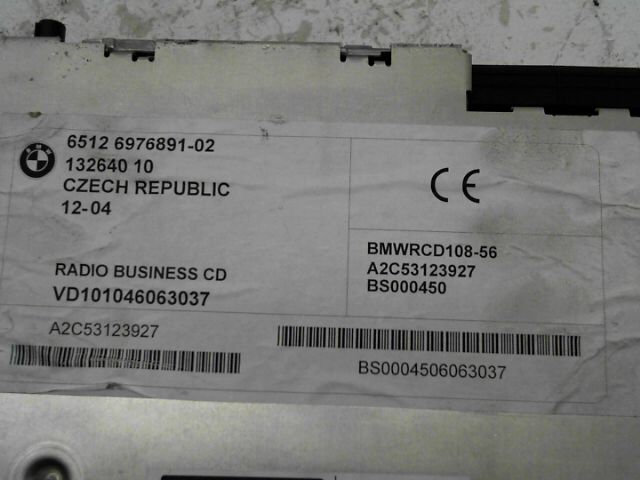 6512 6976891-02
132640 10
CZECH REPUBLIC
12-04
RADIO BUSINESS CD
VD101046063037
A2C53123927
CE
BMWRCD108-56
A2C53123927
BS000450
BS0004506063037